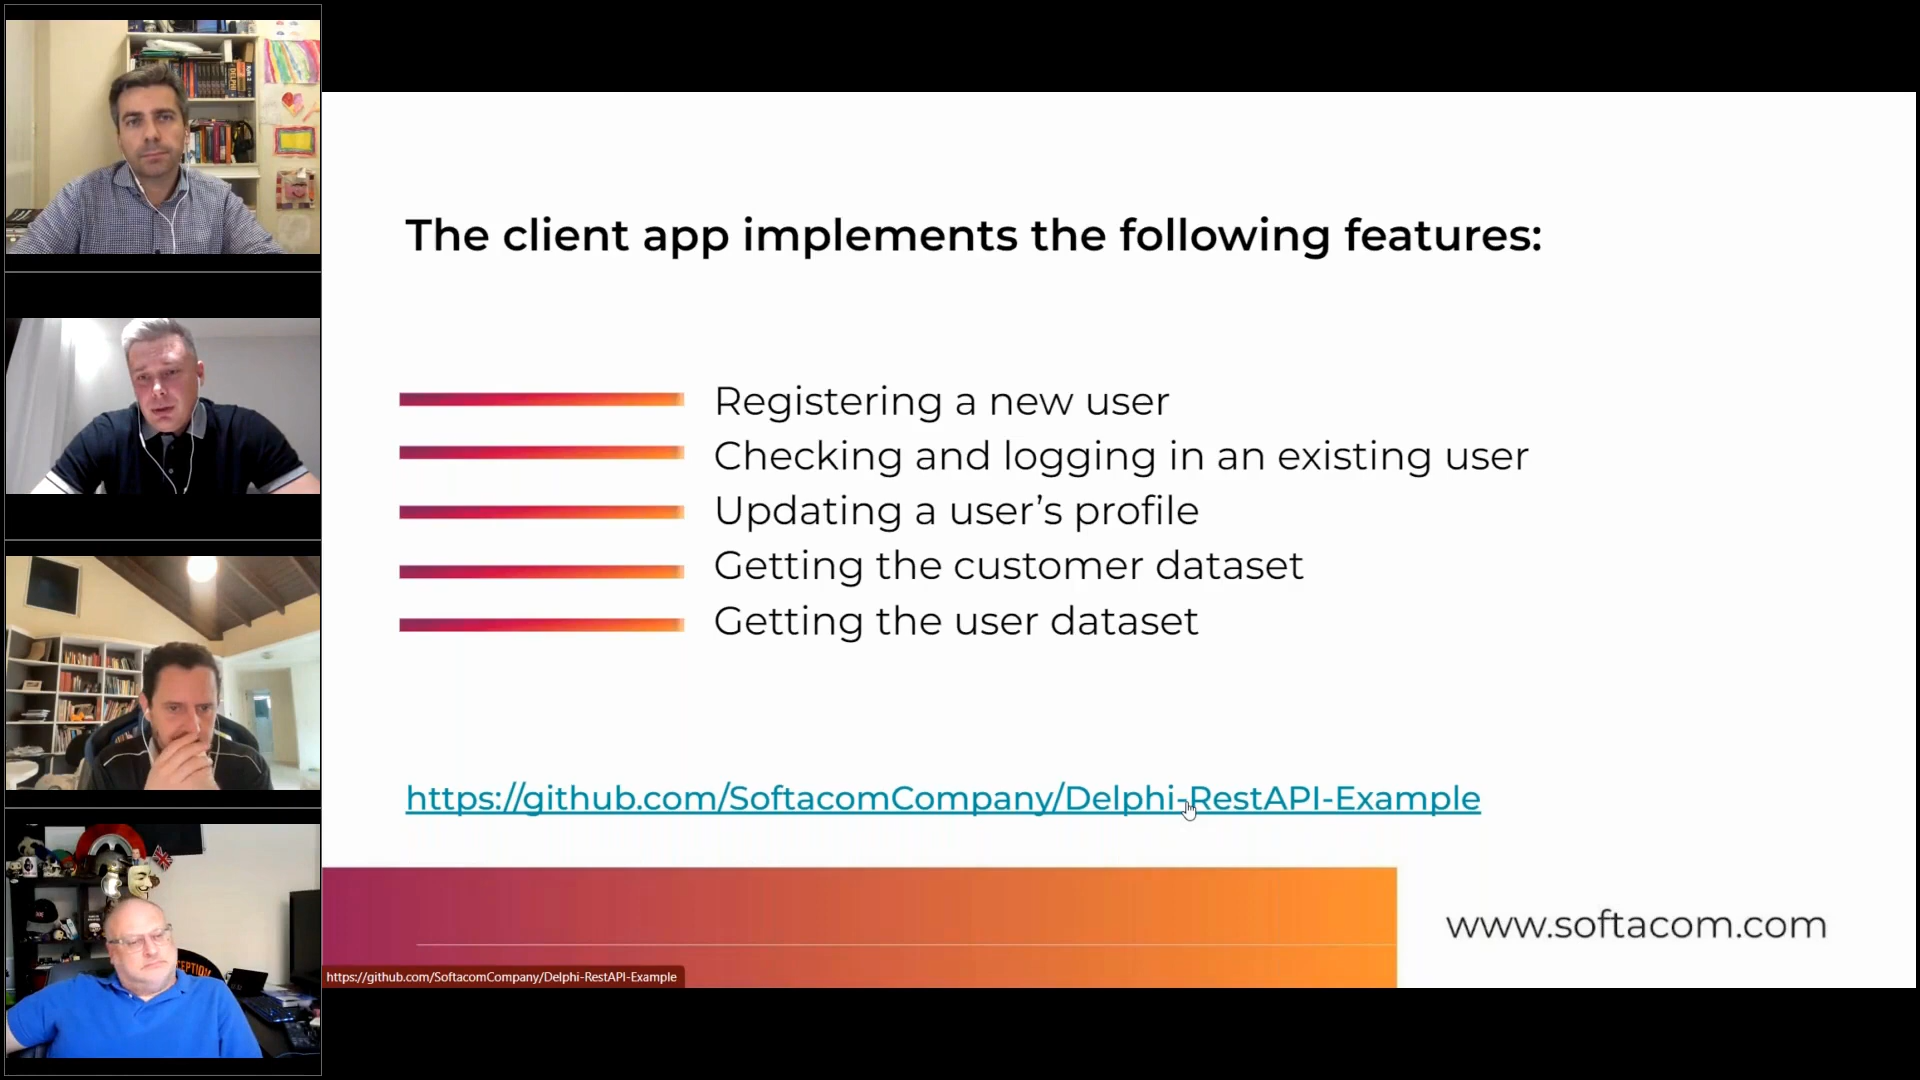 The client app implements the following features:
Registering a new user
Checking and logging in an existing user
Updating a user’s profile
Getting the customer dataset
Getting the user dataset
https://github.com/SoftacomCompany/Delphi-RestAPI-Example
www.softacom.com
https://github.com/SoftacomCompany/Delphi-RestAPI-Example
DELPHI